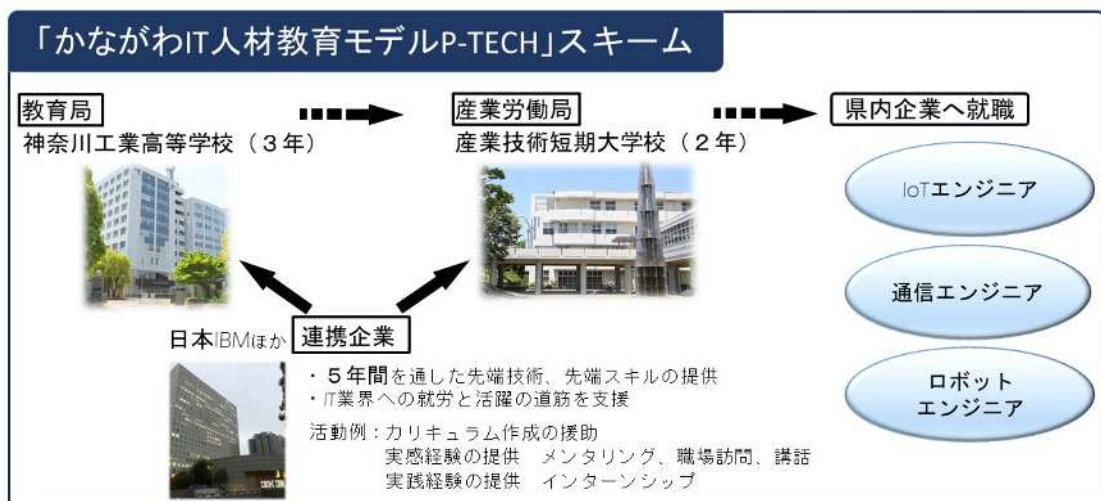 「かながわIT人材教育モデルP-TECH」スキーム
教育局
神奈川工業高等学校（３年）
産業労働局
産業技術短期大学校（２年）
県内企業へ就職
IoTエンジニア
通信エンジニア
ロボット
エンジニア
日本IBMほか 連携企業
・５年間を通した先端技術、先端スキルの提供
・IT業界への就労と活躍の道筋を支援
活動例：カリキュラム作成の援助
実感経験の提供　メンタリング、職場訪問、講話
実践経験の提供　インターンシップ